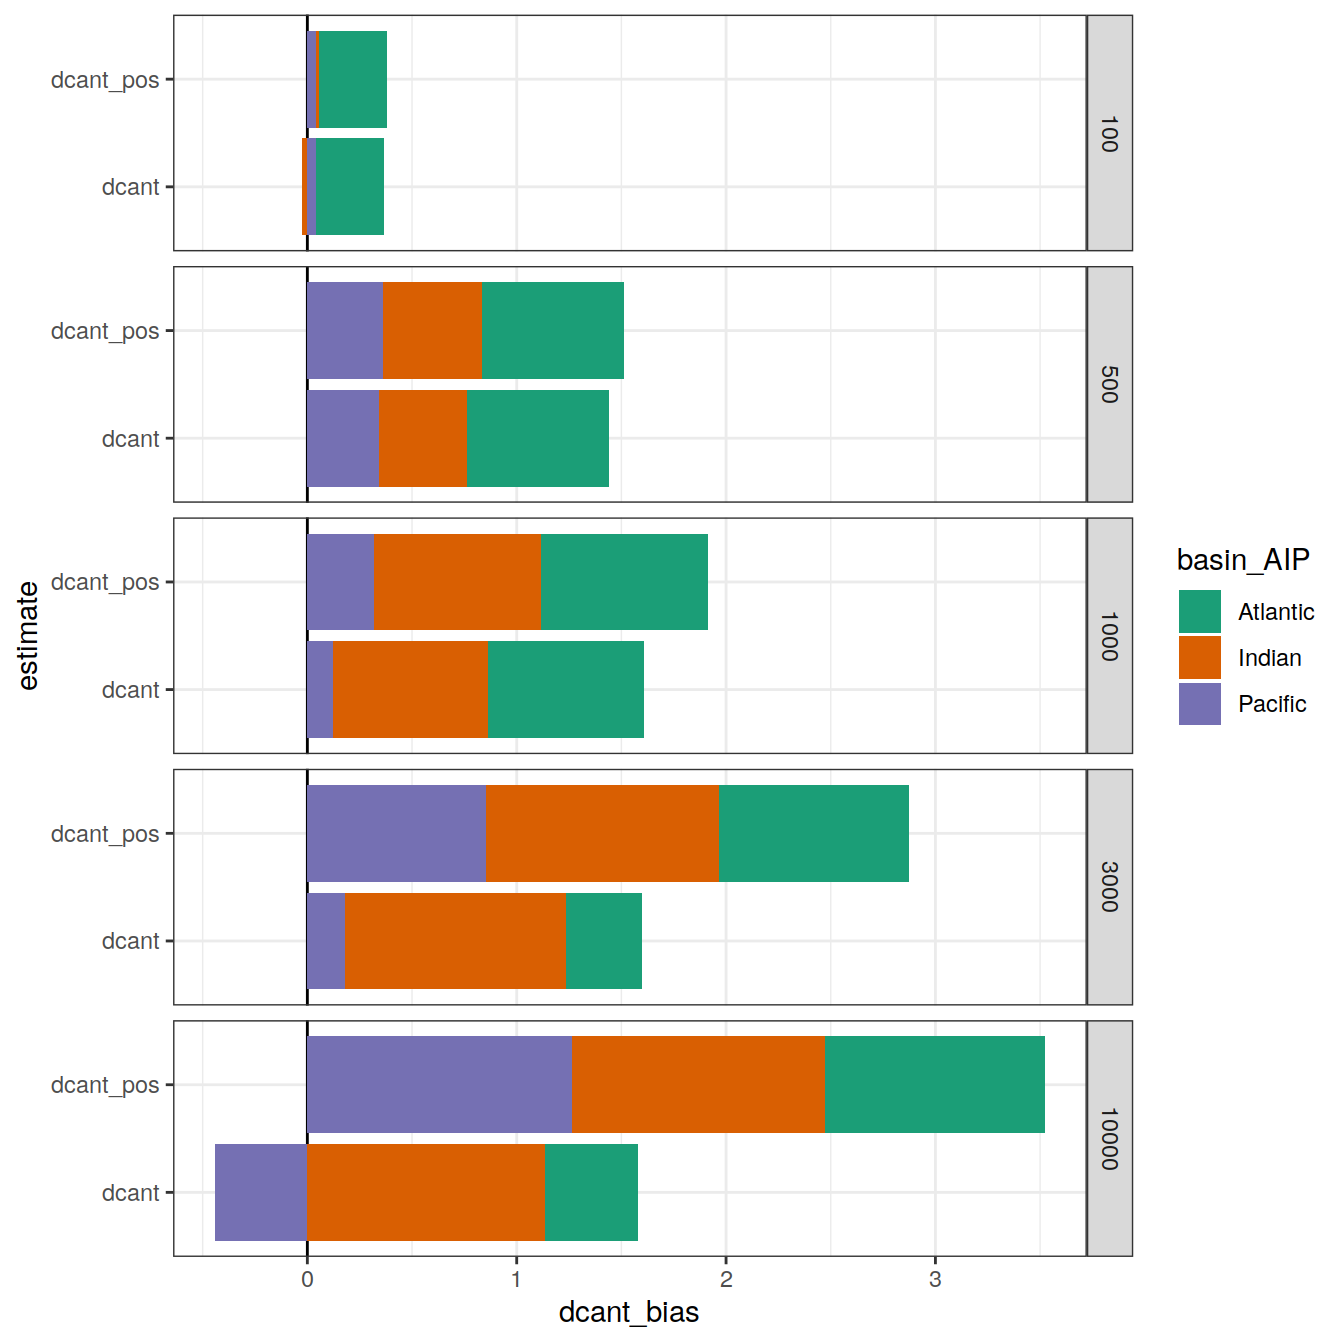 dcant_pos
dcant
100
dcant_pos
dcant
500
estimate
dcant_pos
dcant
1000
dcant_pos
dcant
3000
dcant_pos
dcant
10000
0 1 2 3
dcant_bias
basin_AIP
Atlantic
Indian
Pacific